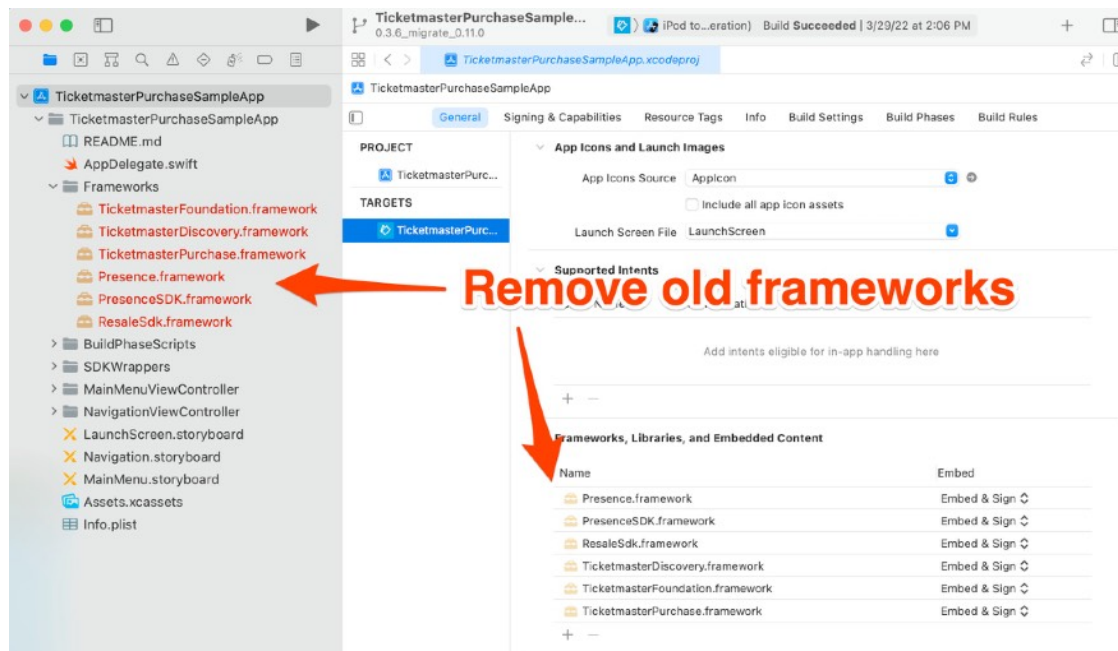 TicketmasterPurchaseSample...
0.3.6_migrate_0.11.0
iPod to...eration) Build Succeeded | 3/29/22 at 2:06 PM
TicketmasterPurchaseSampleApp.xcodeproj
TicketmasterPurchaseSampleApp
TicketmasterPurchaseSampleApp
README.md
AppDelegate.swift
Frameworks
TicketmasterFoundation.framework
TicketmasterDiscovery.framework
TicketmasterPurchase.framework
Presence.framework
PresenceSDK.framework
ResaleSdk.framework
BuildPhaseScripts
SDKWrappers
MainMenuViewController
NavigationViewController
LaunchScreen.storyboard
Navigation.storyboard
MainMenu.storyboard
Assets.xcassets
Info.plist
TicketmasterPurchaseSampleApp
General Signing & Capabilities Resource Tags Info Build Settings Build Phases Build Rules
PROJECT
TicketmasterPurc...
TARGETS
TicketmasterPurc...
App Icons and Launch Images
App Icons Source AppIcon
Include all app icon assets
Launch Screen File LaunchScreen
Supported Intents
Remove old frameworks
Add intents eligible for in-app handling here
Frameworks, Libraries, and Embedded Content
Name Embed
Presence.framework Embed & Sign
PresenceSDK.framework Embed & Sign
ResaleSdk.framework Embed & Sign
TicketmasterDiscovery.framework Embed & Sign
TicketmasterFoundation.framework Embed & Sign
TicketmasterPurchase.framework Embed & Sign